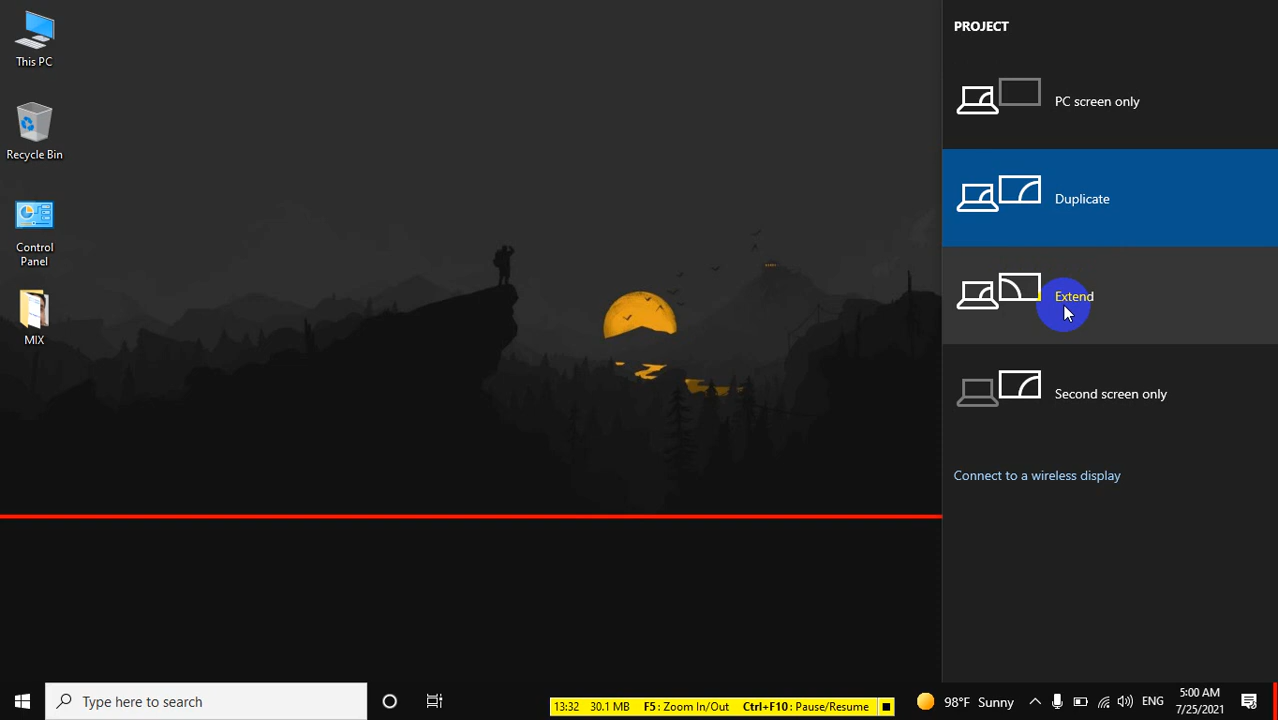 This PC
Recycle Bin
Control
Panel
MIX
PROJECT
PC screen only
Duplicate
Extend
Second screen only
Connect to a wireless display
Type here to search
13:32 30.1 MB F5: Zoom In/Out Ctrl+F10: Pause/Resume
98°F Sunny
ENG
5:00 AM
7/25/2021